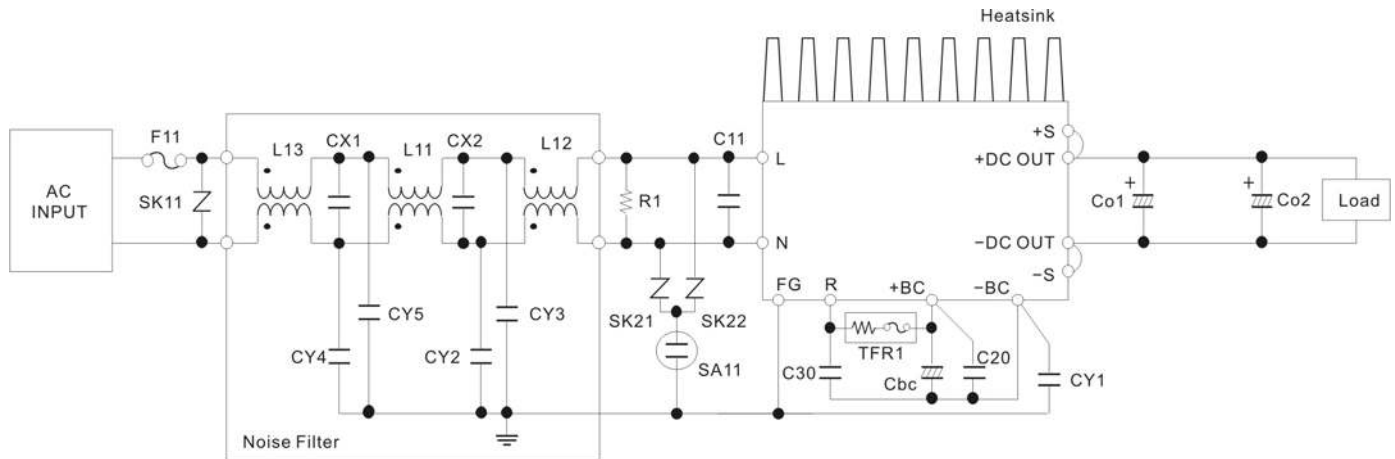 Heatsink
AC
INPUT
F11
SK11
L13
CX1
L11
CX2
L12
R1
C11
L
N
+S
+DC OUT
−DC OUT
−S
Co1
+
Co2
+
Load
FG
R
+BC
−BC
CY5
CY4
CY2
CY3
SK21
SK22
SA11
TFR1
C30
Cbc
C20
CY1
Noise Filter